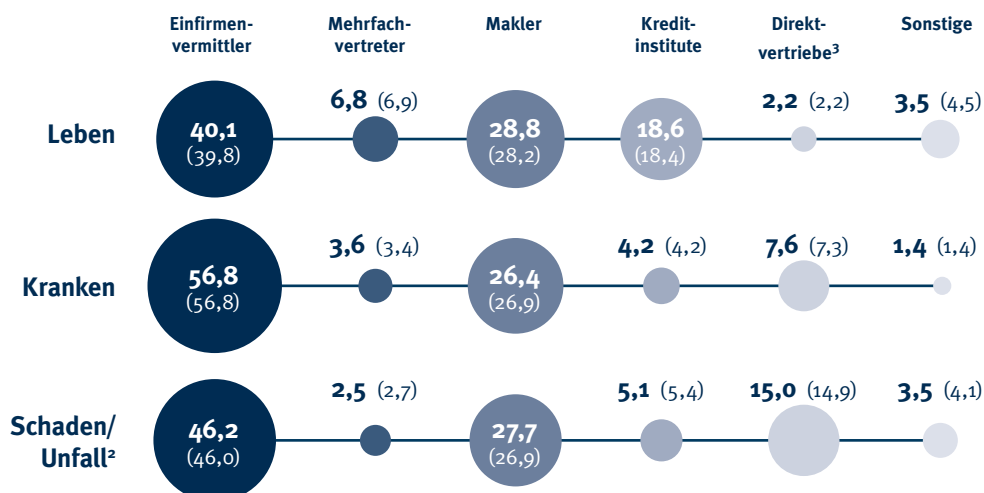 Einfirmen-
vermittler
Mehrfach-
vertreter
Makler
Kredit-
institute
Direkt-
vertriebe³
Sonstige
Leben
40,1
(39,8)
6,8 (6,9)
28,8
(28,2)
18,6
(18,4)
2,2 (2,2)
3,5 (4,5)
Kranken
56,8
(56,8)
3,6 (3,4)
26,4
(26,9)
4,2 (4,2)
7,6 (7,3)
1,4 (1,4)
Schaden/
Unfall²
46,2
(46,0)
2,5 (2,7)
27,7
(26,9)
5,1 (5,4)
15,0 (14,9)
3,5 (4,1)